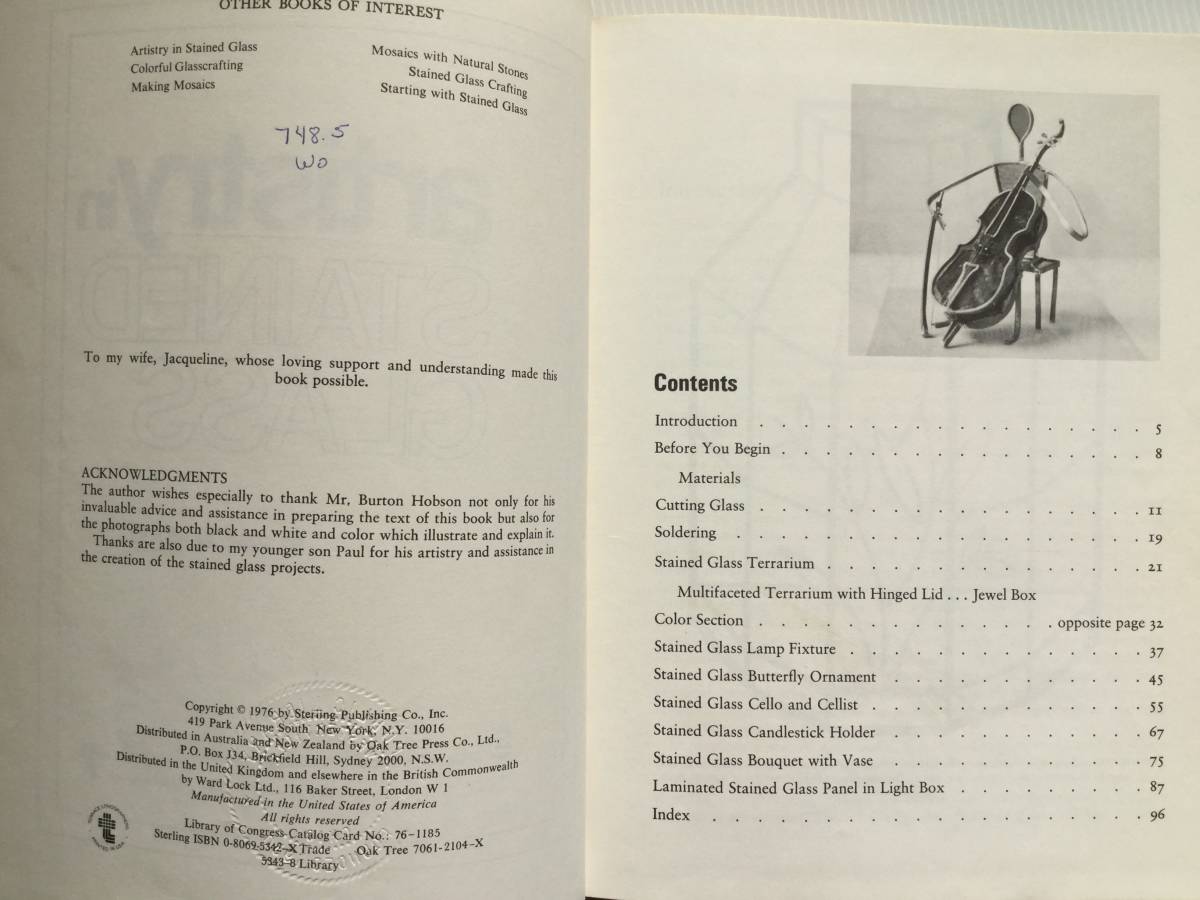 OTHER BOOKS OF INTEREST
Artistry in Stained Glass
Colorful Glasscrafting
Making Mosaics
Mosaics with Natural Stones
Stained Glass Crafting
Starting with Stained Glass
748.5
Wo
To my wife, Jacqueline, whose loving support and understanding made this
book possible.
ACKNOWLEDGMENTS
The author wishes especially to thank Mr. Burton Hobson not only for his
invaluable advice and assistance in preparing the text of this book but also for
the photographs both black and white and color which illustrate and explain it.
Thanks are also due to my younger son Paul for his artistry and assistance in
the creation of the stained glass projects.
Copyright © 1976 by Sterling Publishing Co., Inc.
419 Park Avenue South, New York, N.Y. 10016
Distributed in Australia and New Zealand by Oak Tree Press Co., Ltd.,
P.O. Box J34, Brickfield Hill, Sydney 2000, N.S.W.
Distributed in the United Kingdom and elsewhere in the British Commonwealth
by Ward Lock Ltd., 116 Baker Street, London W 1
Manufactured in the United States of America
All rights reserved
Library of Congress Catalog Card No.: 76-1185
Sterling ISBN 0-8069-5342-X Trade Oak Tree 7061-2104-X
5343-8 Library
Contents
Introduction . . . . . . . . . . . . . . . . . . 5
Before You Begin . . . . . . . . . . . . . . . . . 8
Materials
Cutting Glass . . . . . . . . . . . . . . . . . . 11
Soldering . . . . . . . . . . . . . . . . . . . 19
Stained Glass Terrarium . . . . . . . . . . . . . . . 21
Multifaceted Terrarium with Hinged Lid . . . Jewel Box
Color Section . . . . . . . . . . . . . . opposite page 32
Stained Glass Lamp Fixture . . . . . . . . . . . . . . 37
Stained Glass Butterfly Ornament . . . . . . . . . . . . 45
Stained Glass Cello and Cellist . . . . . . . . . . . . . 55
Stained Glass Candlestick Holder . . . . . . . . . . . . 67
Stained Glass Bouquet with Vase . . . . . . . . . . . . 75
Laminated Stained Glass Panel in Light Box . . . . . . . . . 87
Index . . . . . . . . . . . . . . . . . . . . 96